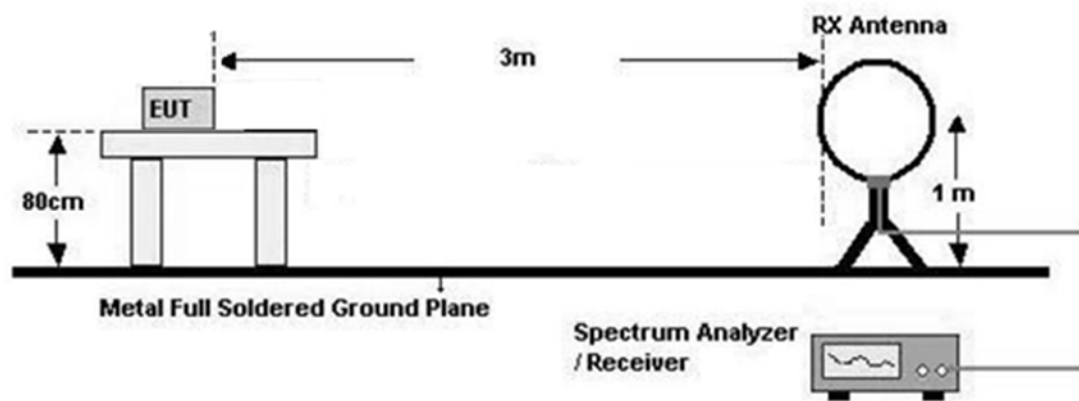 RX Antenna
3m
EUT
80cm
1 m
Metal Full Soldered Ground Plane
Spectrum Analyzer
/ Receiver